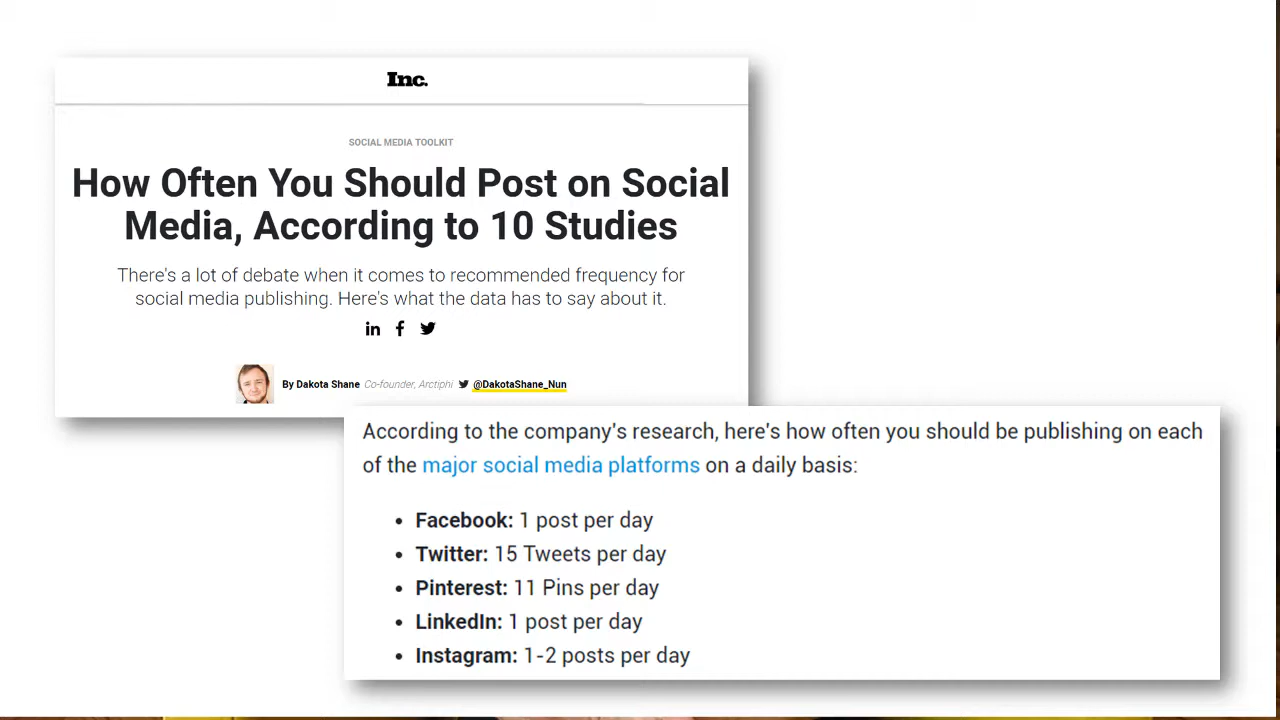 Inc.
SOCIAL MEDIA TOOLKIT
How Often You Should Post on Social
Media, According to 10 Studies
There's a lot of debate when it comes to recommended frequency for
social media publishing. Here's what the data has to say about it.
By Dakota Shane Co-founder, Arctiphi @DakotaShane_Nun
According to the company's research, here's how often you should be publishing on each
of the major social media platforms on a daily basis:
• Facebook: 1 post per day
• Twitter: 15 Tweets per day
• Pinterest: 11 Pins per day
• LinkedIn: 1 post per day
• Instagram: 1-2 posts per day